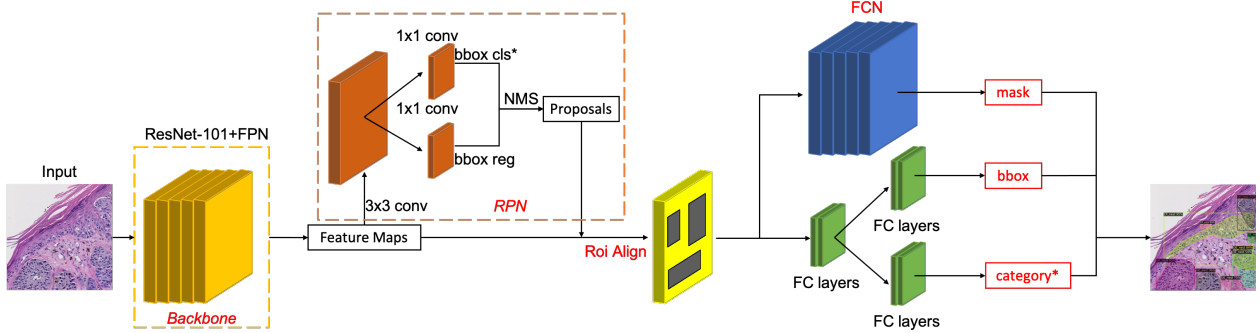 Input
ResNet-101+FPN
Backbone
Feature Maps
3x3 conv
1x1 conv
bbox cls*
1x1 conv
bbox reg
NMS
Proposals
RPN
Roi Align
FCN
FC layers
FC layers
FC layers
mask
bbox
category*